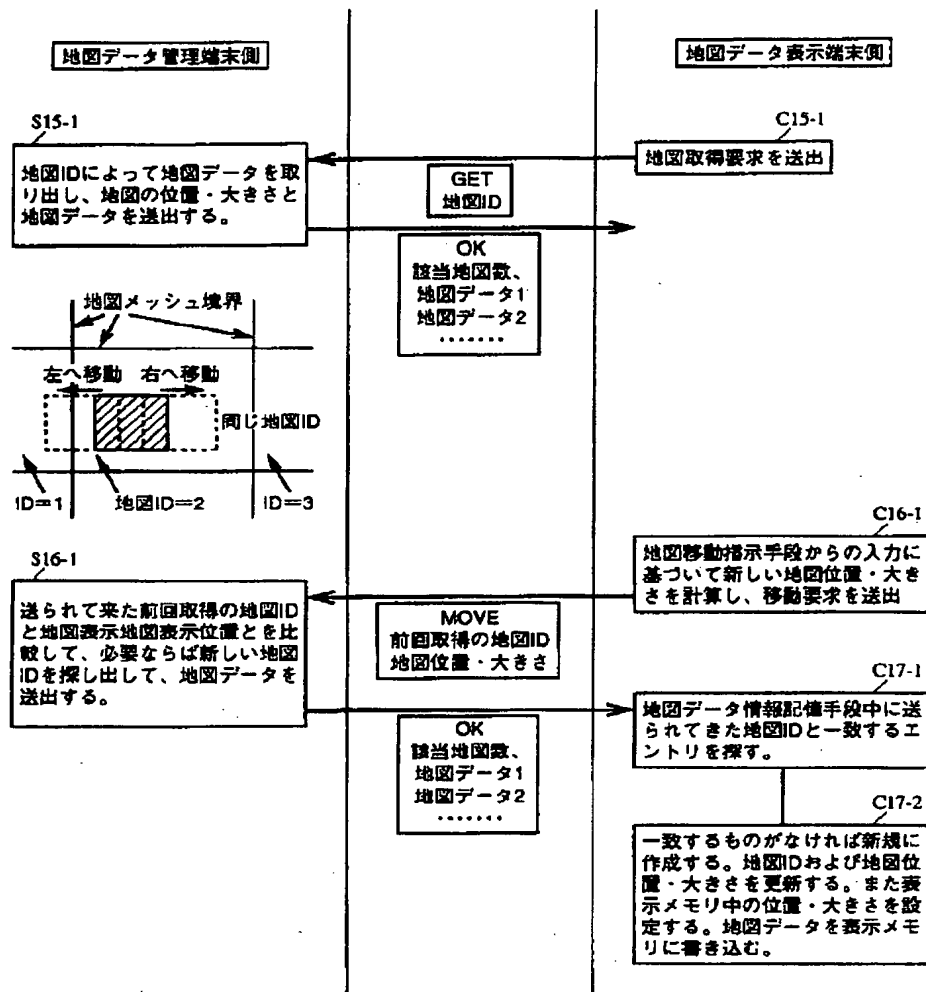 地図データ管理端末側
地図データ表示端末側
S15-1
地図IDによって地図データを取
り出し、地図の位置・大きさと
地図データを送出する。
C15-1
地図取得要求を送出
GET
地図ID
OK
該当地図数、
地図データ1
地図データ2
.......
地図メッシュ境界
左へ移動
右へ移動
同じ地図ID
ID=1
地図ID=2
ID=3
C16-1
地図移動指示手段からの入力に
基づいて新しい地図位置・大き
さを計算し、移動要求を送出
S16-1
送られて来た前回取得の地図ID
と地図表示地図表示位置とを比
較して、必要ならば新しい地図
IDを探し出して、地図データを
送出する。
MOVE
前回取得の地図ID
地図位置・大きさ
OK
該当地図数、
地図データ1
地図データ2
.......
C17-1
地図データ情報記憶手段中に送
られてきた地図IDと一致するエ
ントリを探す。
C17-2
一致するものがなければ新規に
作成する。地図IDおよび地図位
置・大きさを更新する。また表
示メモリ中の位置・大きさを設
定する。地図データを表示メモ
リに書き込む。